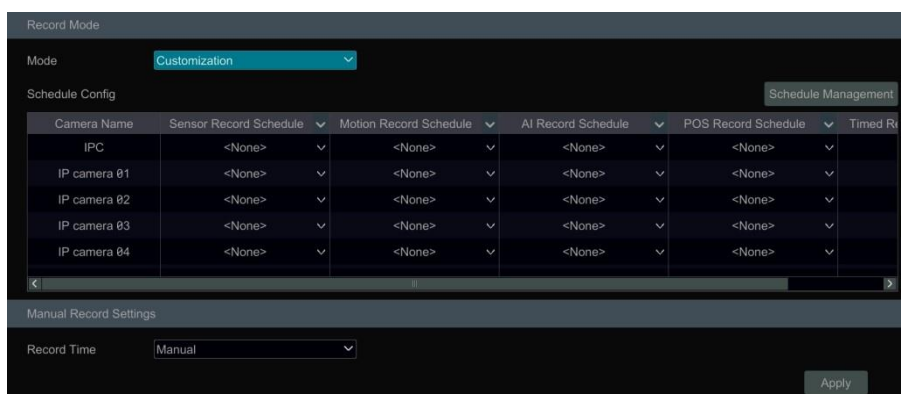 Record Mode
Mode Customization
Schedule Config Schedule Management
Camera Name Sensor Record Schedule Motion Record Schedule AI Record Schedule POS Record Schedule Timed Re
IPC <None> <None> <None> <None>
IP camera 01 <None> <None> <None> <None>
IP camera 02 <None> <None> <None> <None>
IP camera 03 <None> <None> <None> <None>
IP camera 04 <None> <None> <None> <None>
Manual Record Settings
Record Time Manual
Apply